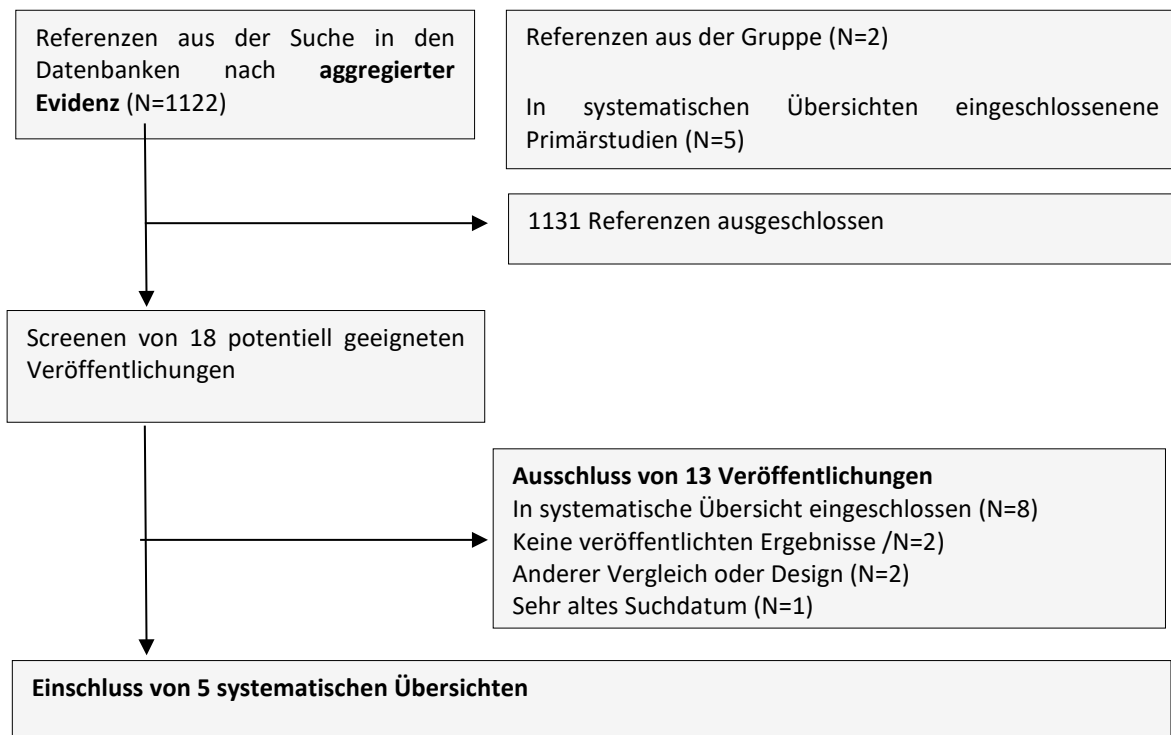 Referenzen aus der Suche in den
Datenbanken nach aggregierter
Evidenz (N=1122)
Referenzen aus der Gruppe (N=2)
In systematischen Übersichten eingeschlossenene
Primärstudien (N=5)
1131 Referenzen ausgeschlossen
Screenen von 18 potentiell geeigneten
Veröffentlichungen
Ausschluss von 13 Veröffentlichungen
In systematische Übersicht eingeschlossen (N=8)
Keine veröffentlichten Ergebnisse /N=2)
Anderer Vergleich oder Design (N=2)
Sehr altes Suchdatum (N=1)
Einschluss von 5 systematischen Übersichten